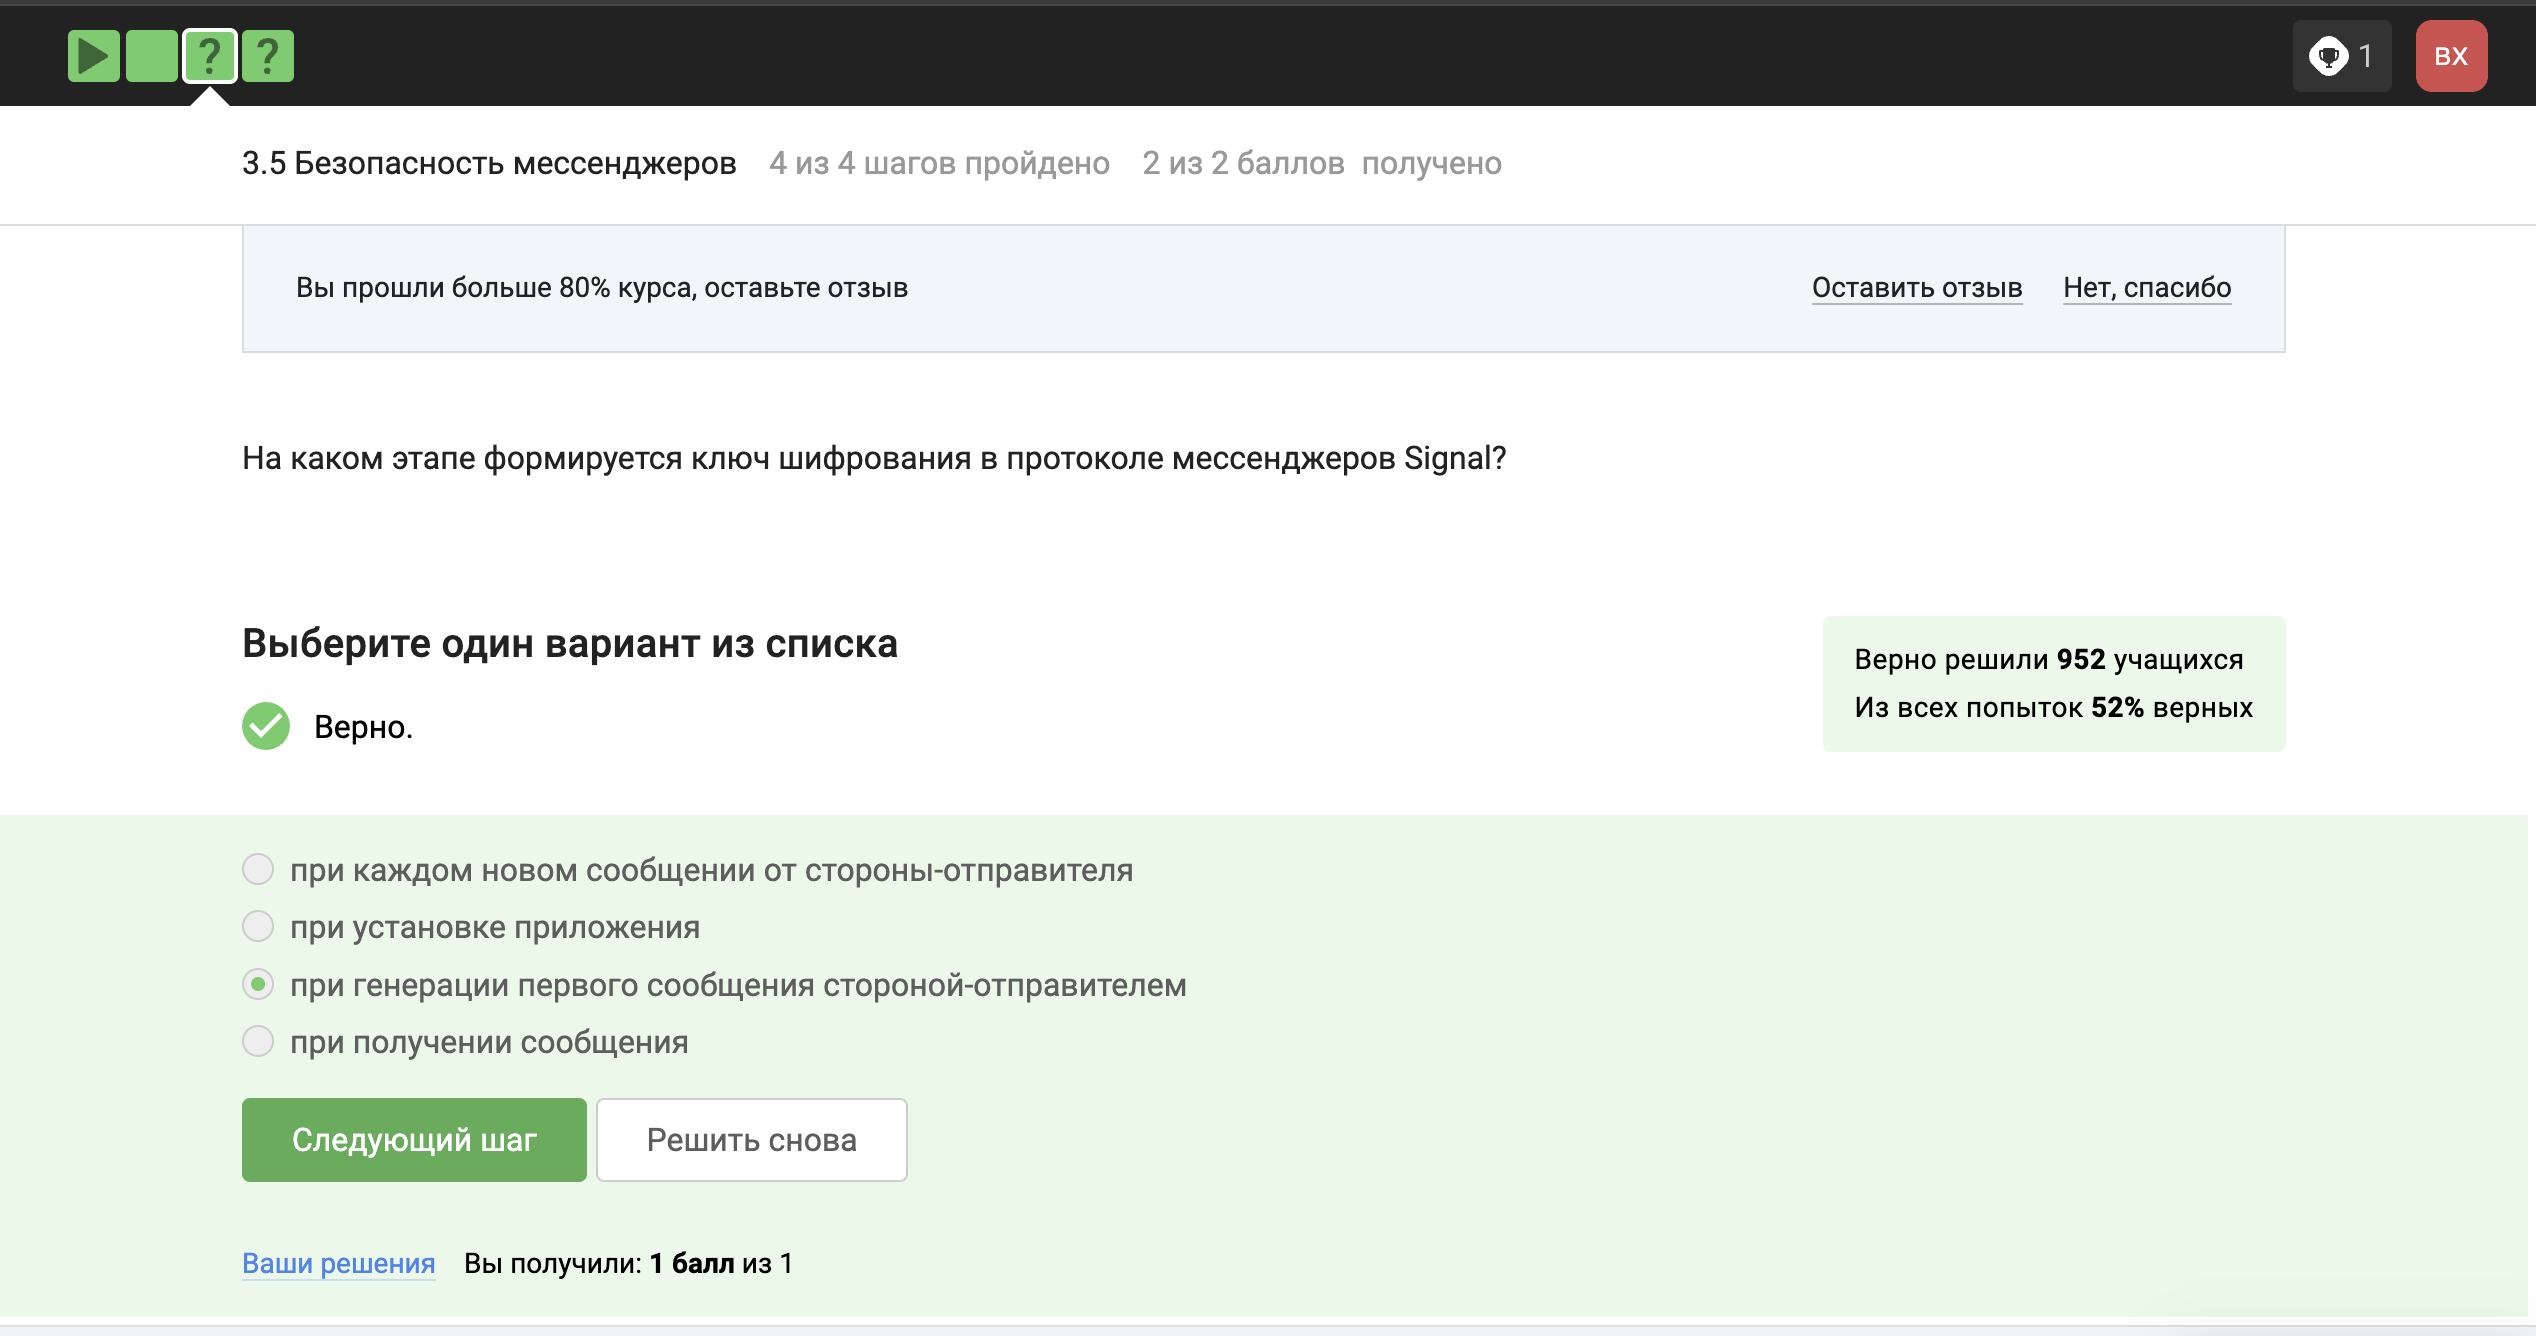 ? ?
1
ВХ
3.5 Безопасность мессенджеров 4 из 4 шагов пройдено 2 из 2 баллов получено
Вы прошли больше 80% курса, оставьте отзыв Оставить отзыв Нет, спасибо
На каком этапе формируется ключ шифрования в протоколе мессенджеров Signal?
Выберите один вариант из списка
Верно.
Верно решили 952 учащихся
Из всех попыток 52% верных
при каждом новом сообщении от стороны-отправителя
при установке приложения
при генерации первого сообщения стороной-отправителем
при получении сообщения
Следующий шаг Решить снова
Ваши решения Вы получили: 1 балл из 1